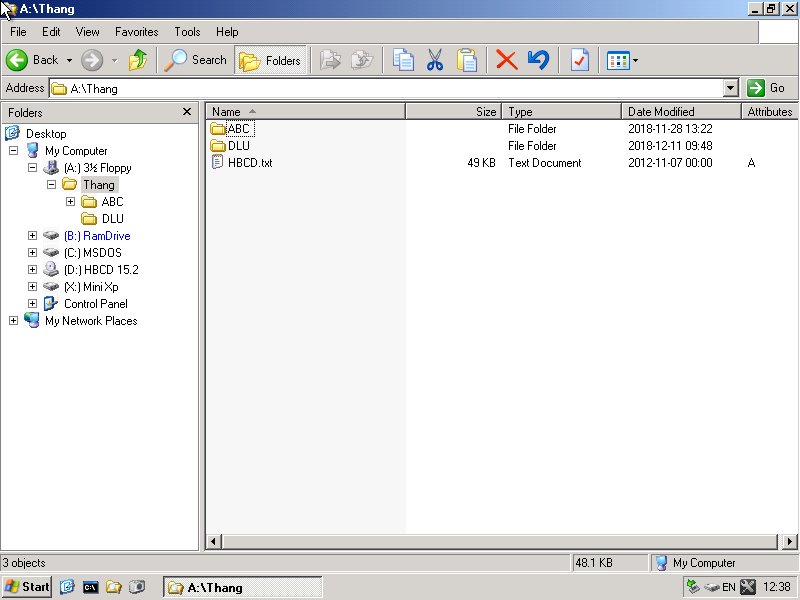 A:\Thang
File Edit View Favorites Tools Help
Back Search Folders
Address A:\Thang Go
Folders
Desktop
My Computer
(A:) 3½ Floppy
Thang
ABC
DLU
(B:) RamDrive
(C:) MSDOS
(D:) HBCD 15.2
(X:) Mini Xp
Control Panel
My Network Places
Name Size Type Date Modified Attributes
ABC File Folder 2018-11-28 13:22
DLU File Folder 2018-12-11 09:48
HBCD.txt 49 KB Text Document 2012-11-07 00:00 A
3 objects 48.1 KB My Computer
Start A:\Thang EN 12:38